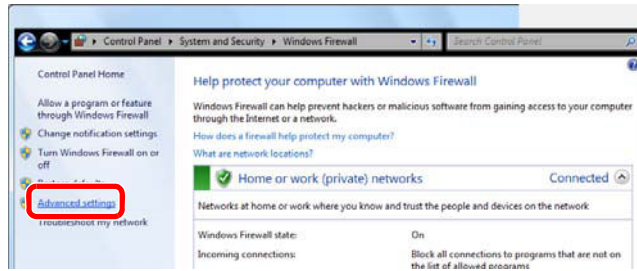 Control Panel ▸ System and Security ▸ Windows Firewall
Search Control Panel
Control Panel Home
Allow a program or feature
through Windows Firewall
Change notification settings
Turn Windows Firewall on or
off
Advanced settings
Troubleshoot my network
Help protect your computer with Windows Firewall
Windows Firewall can help prevent hackers or malicious software from gaining access to your computer
through the Internet or a network.
How does a firewall help protect my computer?
What are network locations?
Home or work (private) networks
Connected
Networks at home or work where you know and trust the people and devices on the network
Windows Firewall state:
On
Incoming connections:
Block all connections to programs that are not on
the list of allowed programs